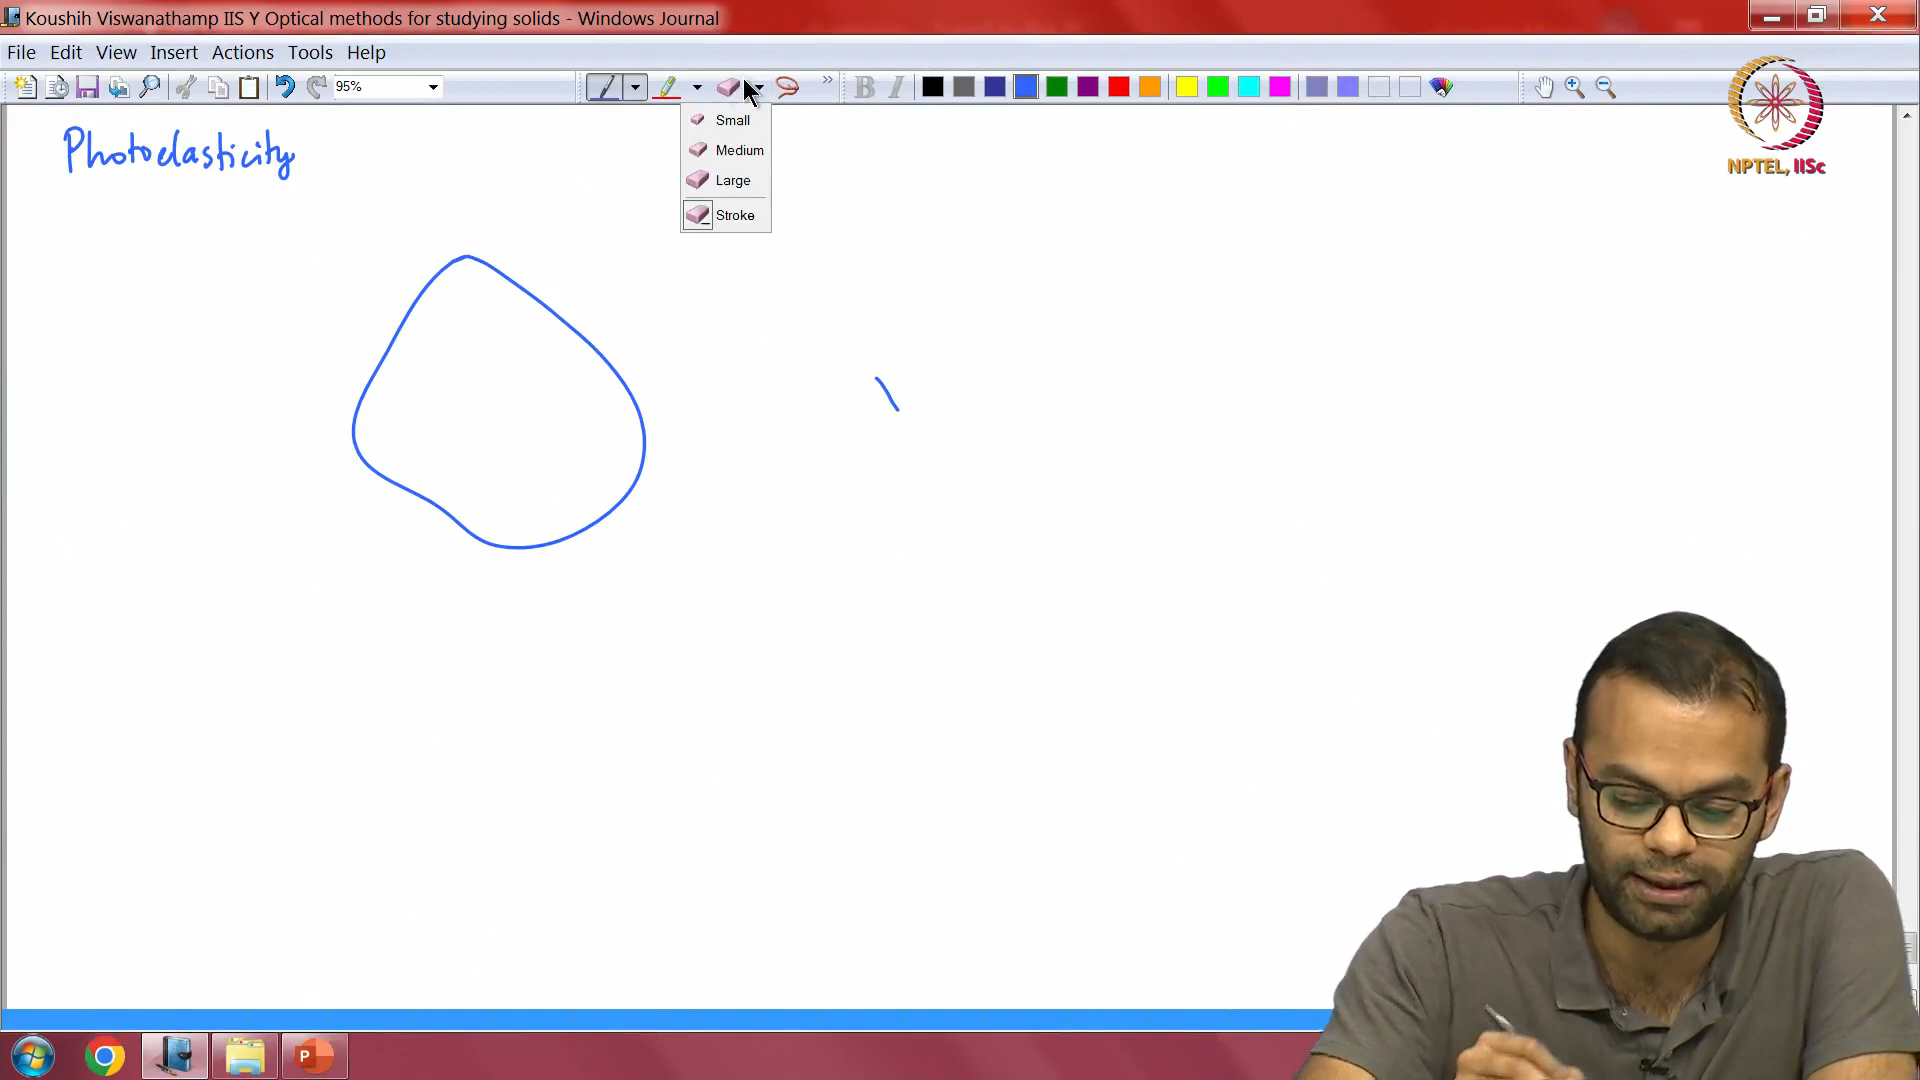 Koushih Viswanathamp IIS Y Optical methods for studying solids - Windows Journal
File Edit View Insert Actions Tools Help
95%
B I
Small
Medium
Large
Stroke
Photoelasticity
NPTEL, IISc
P